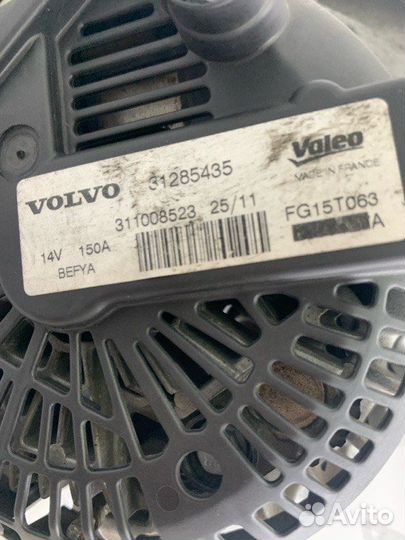 VOLVO 31285435 Valeo
MADE IN FRANCE
311008523 25/11 FG15T063
14V 150A A
BEFYA
Avito